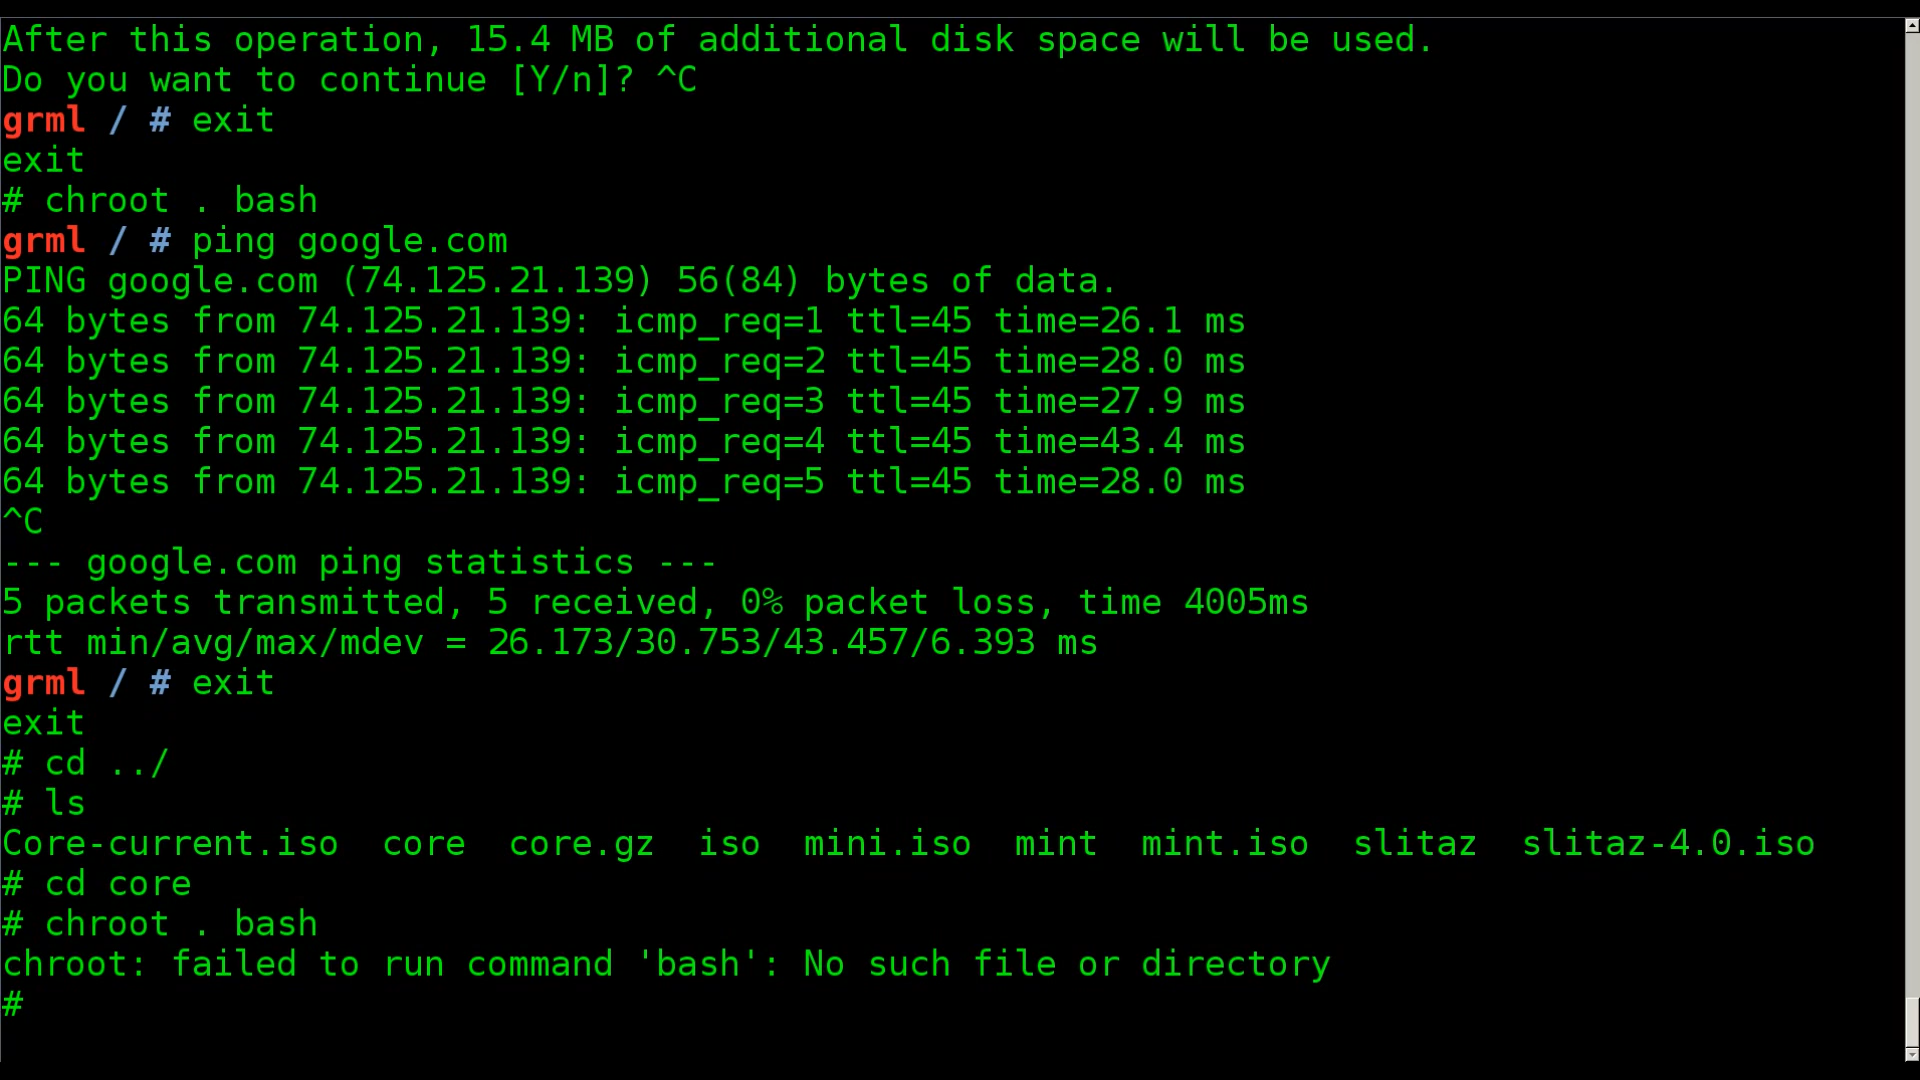 After this operation, 15.4 MB of additional disk space will be used.
Do you want to continue [Y/n]? ^C
grml / # exit
exit
# chroot . bash
grml / # ping google.com
PING google.com (74.125.21.139) 56(84) bytes of data.
64 bytes from 74.125.21.139: icmp_req=1 ttl=45 time=26.1 ms
64 bytes from 74.125.21.139: icmp_req=2 ttl=45 time=28.0 ms
64 bytes from 74.125.21.139: icmp_req=3 ttl=45 time=27.9 ms
64 bytes from 74.125.21.139: icmp_req=4 ttl=45 time=43.4 ms
64 bytes from 74.125.21.139: icmp_req=5 ttl=45 time=28.0 ms
^C
--- google.com ping statistics ---
5 packets transmitted, 5 received, 0% packet loss, time 4005ms
rtt min/avg/max/mdev = 26.173/30.753/43.457/6.393 ms
grml / # exit
exit
# cd ../
# ls
Core-current.iso  core  core.gz  iso  mini.iso  mint  mint.iso  slitaz  slitaz-4.0.iso
# cd core
# chroot . bash
chroot: failed to run command 'bash': No such file or directory
#